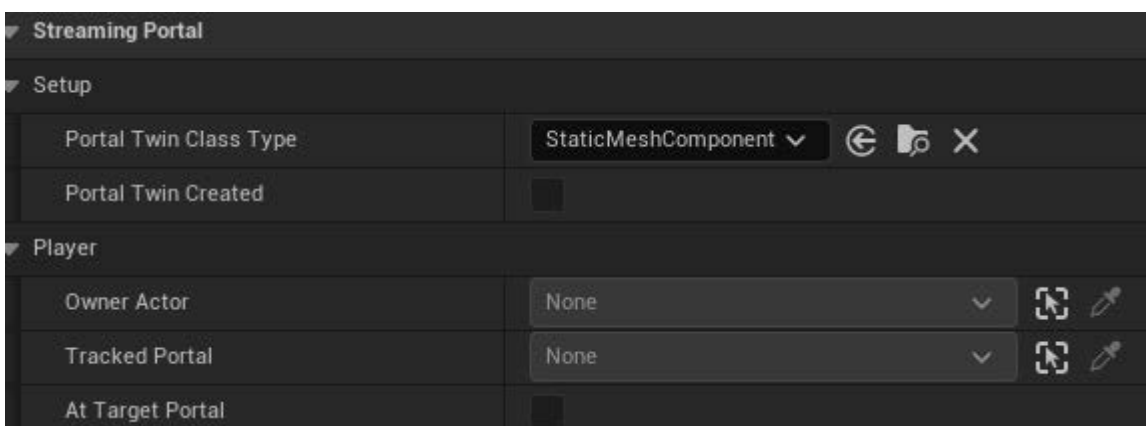 Streaming Portal
Setup
Portal Twin Class Type StaticMeshComponent
Portal Twin Created
Player
Owner Actor None
Tracked Portal None
At Target Portal